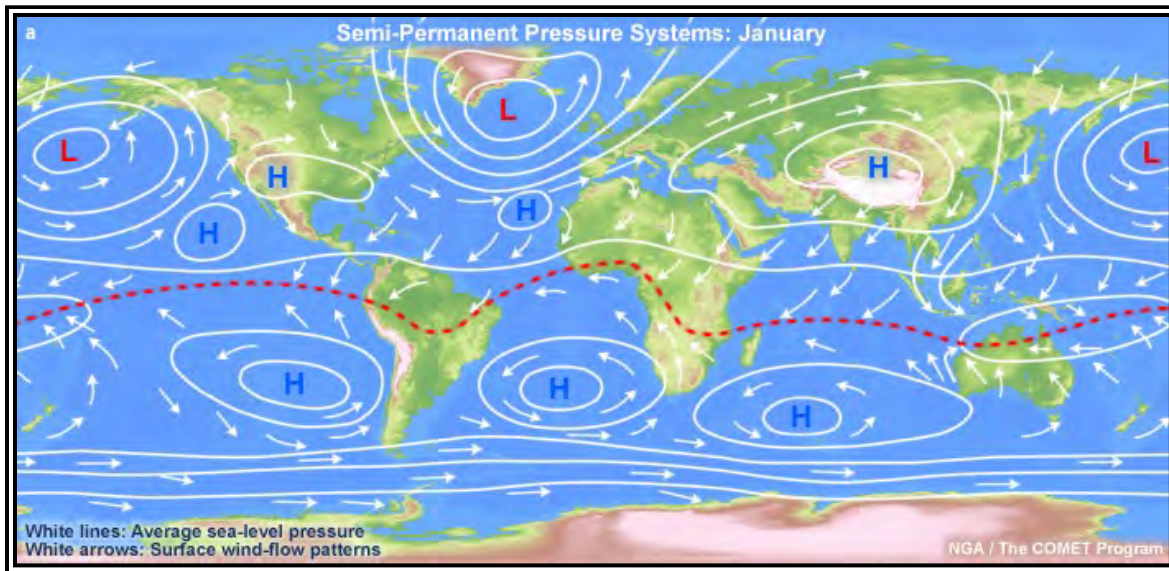 a
Semi-Permanent Pressure Systems: January
L
L
H
H
H
H
L
H
H
H
White lines: Average sea-level pressure
White arrows: Surface wind-flow patterns
NGA / The COMET Program